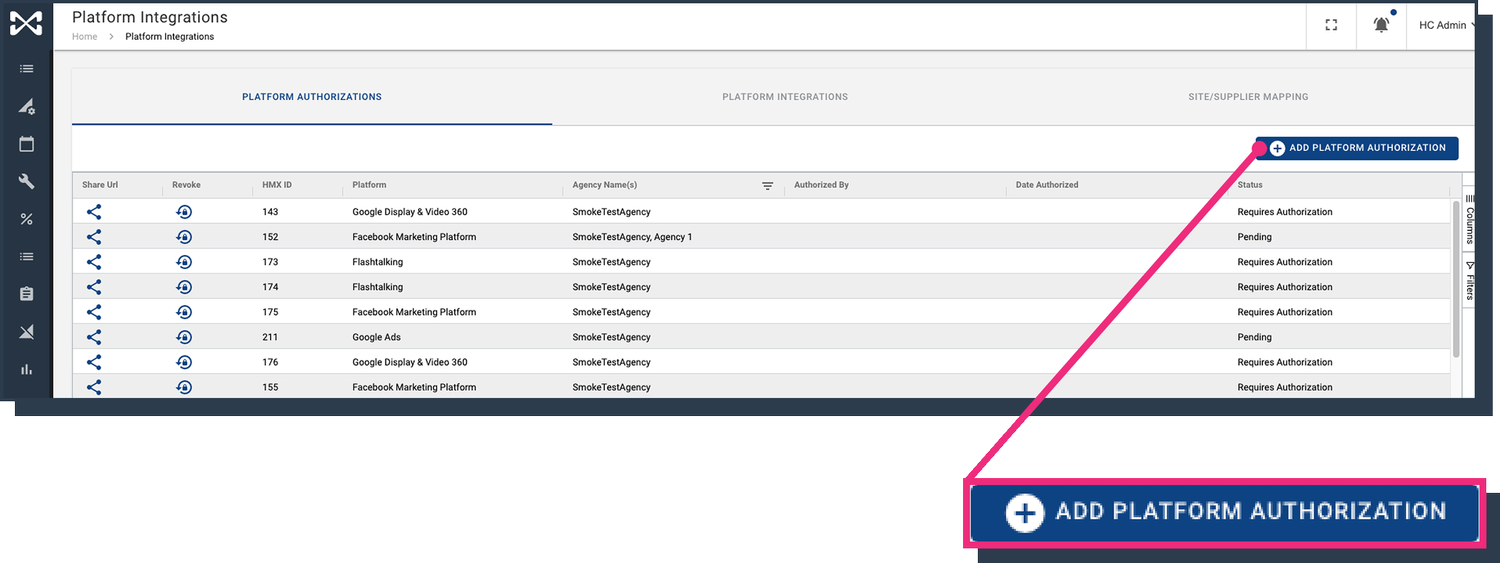 Platform Integrations
HC Admin
Home > Platform Integrations
PLATFORM AUTHORIZATIONS PLATFORM INTEGRATIONS SITE/SUPPLIER MAPPING
ADD PLATFORM AUTHORIZATION
Share Url Revoke HMX ID Platform Agency Name(s) Authorized By Date Authorized Status
143 Google Display & Video 360 SmokeTestAgency Requires Authorization
152 Facebook Marketing Platform SmokeTestAgency, Agency 1 Pending
173 Flashtalking SmokeTestAgency Requires Authorization
174 Flashtalking SmokeTestAgency Requires Authorization
175 Facebook Marketing Platform SmokeTestAgency Requires Authorization
211 Google Ads SmokeTestAgency Pending
176 Google Display & Video 360 SmokeTestAgency Requires Authorization
155 Facebook Marketing Platform SmokeTestAgency Requires Authorization
Columns
Filters
ADD PLATFORM AUTHORIZATION